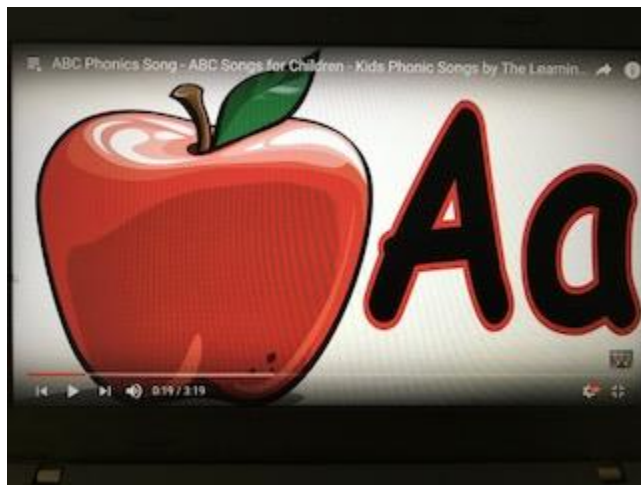 ABC Phonics Song - ABC Songs for Children - Kids Phonic Songs by The Learnin...
Aa
0:19 / 3:19